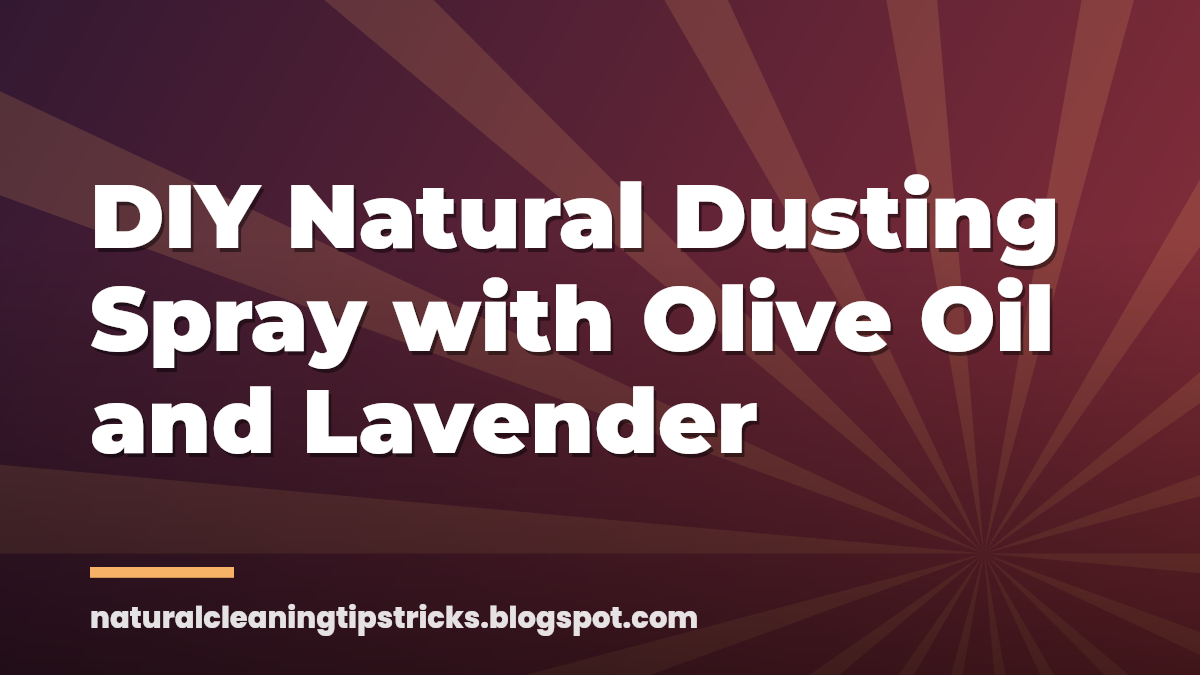 DIY Natural Dusting
Spray with Olive Oil
and Lavender
naturalcleaningtipstricks.blogspot.com